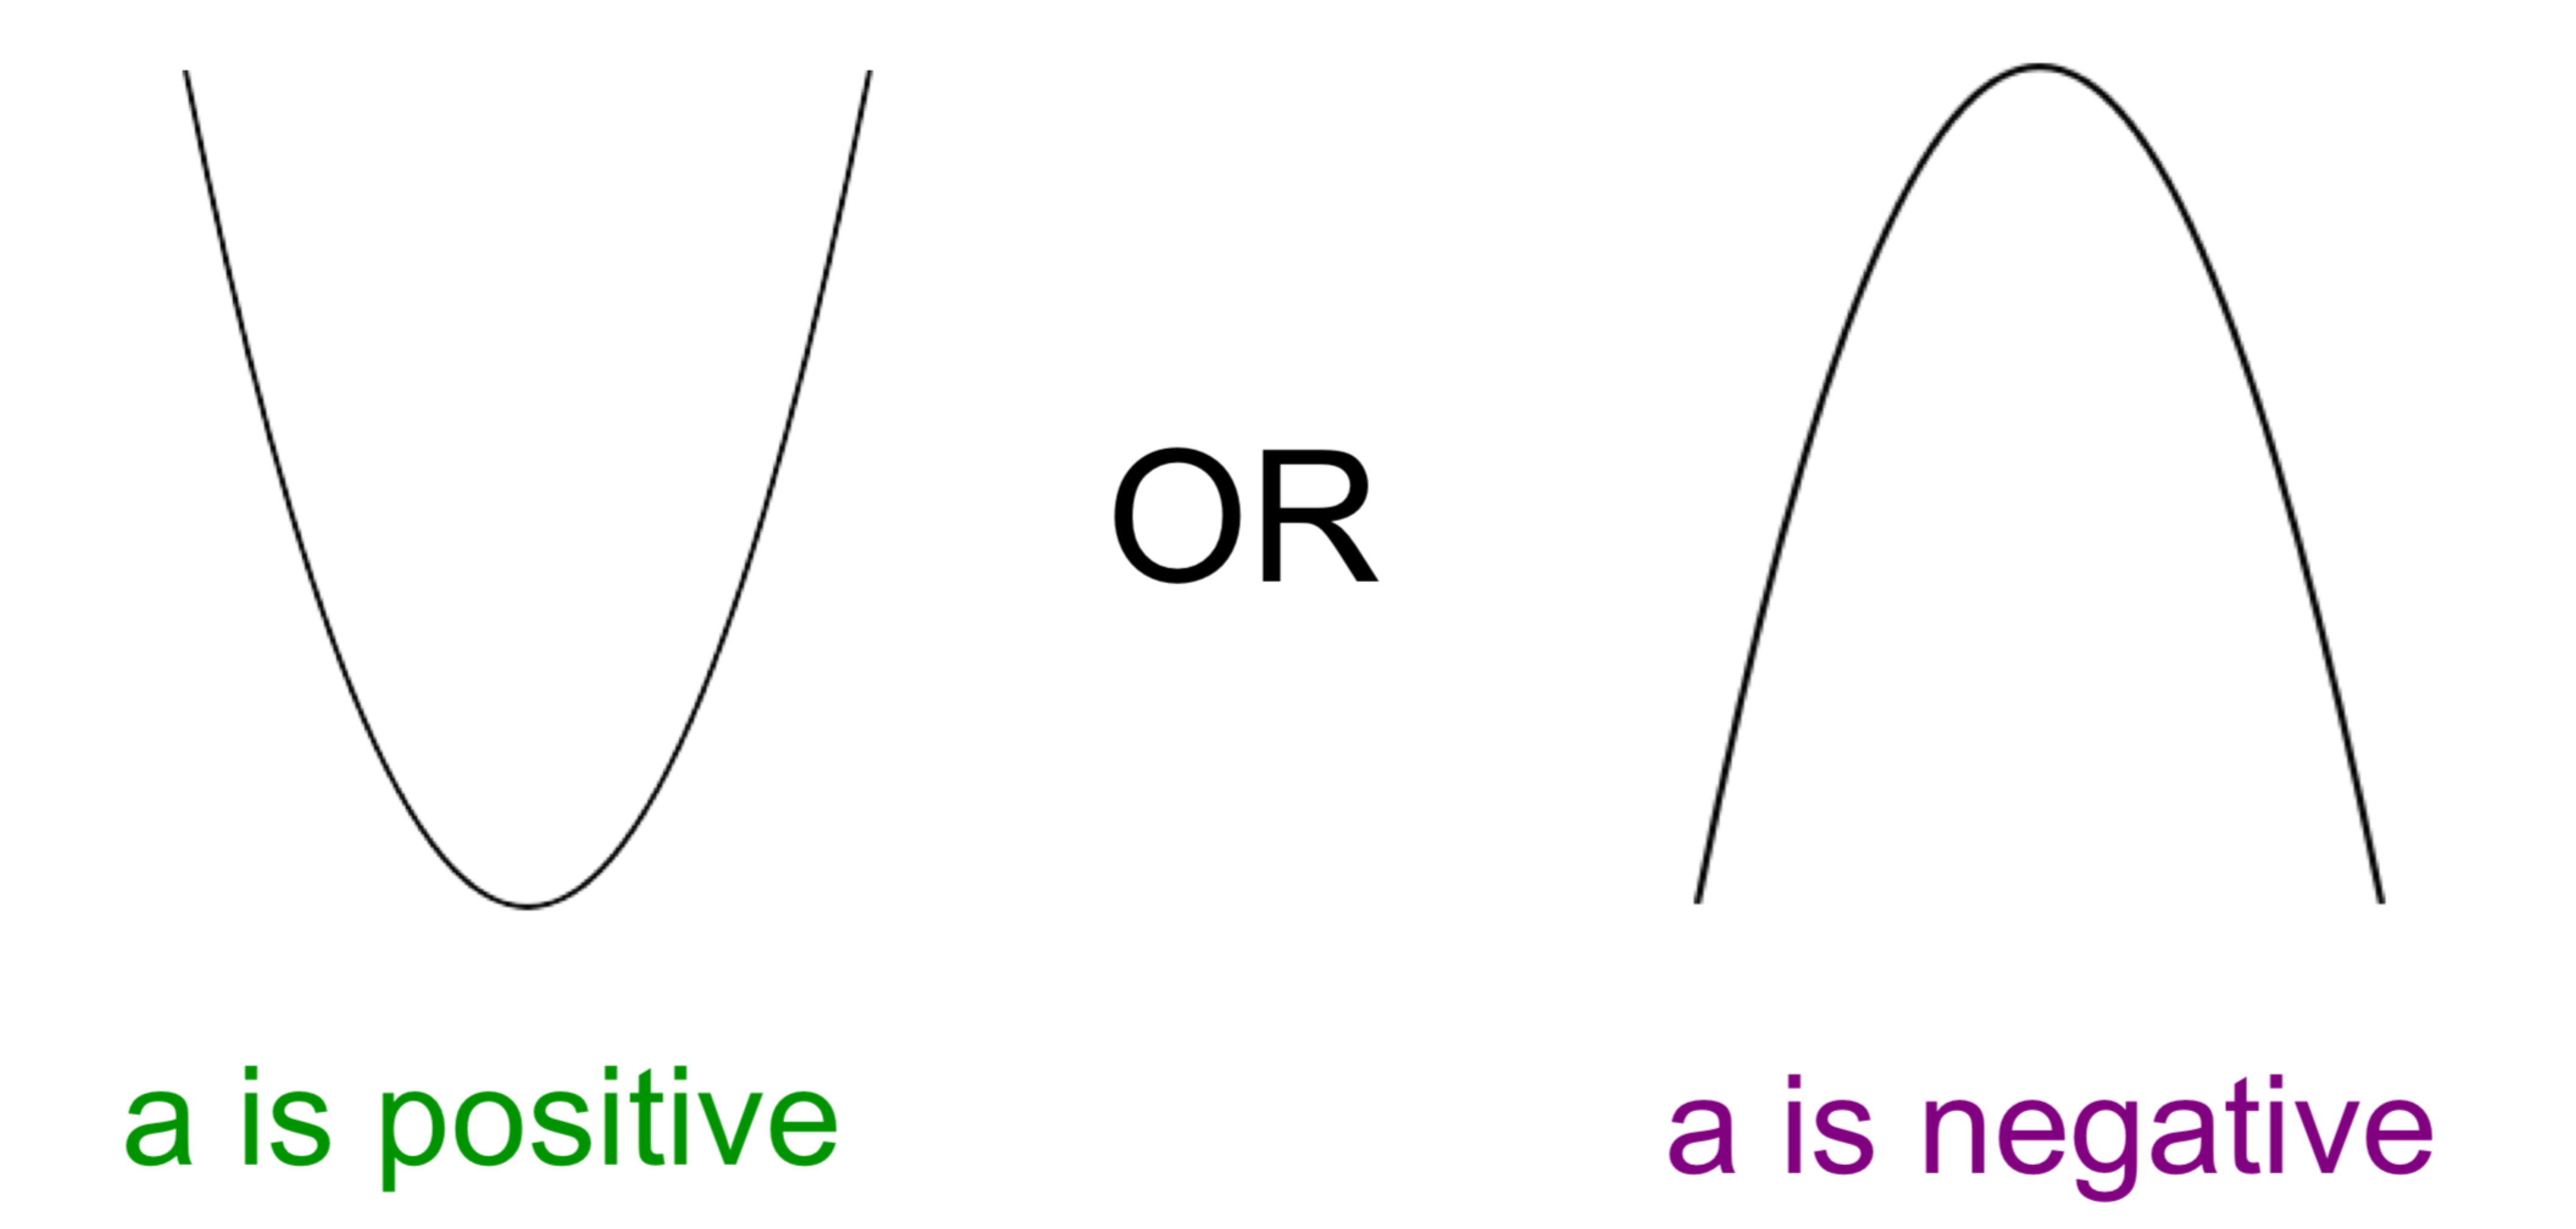 OR
a is positive
a is negative